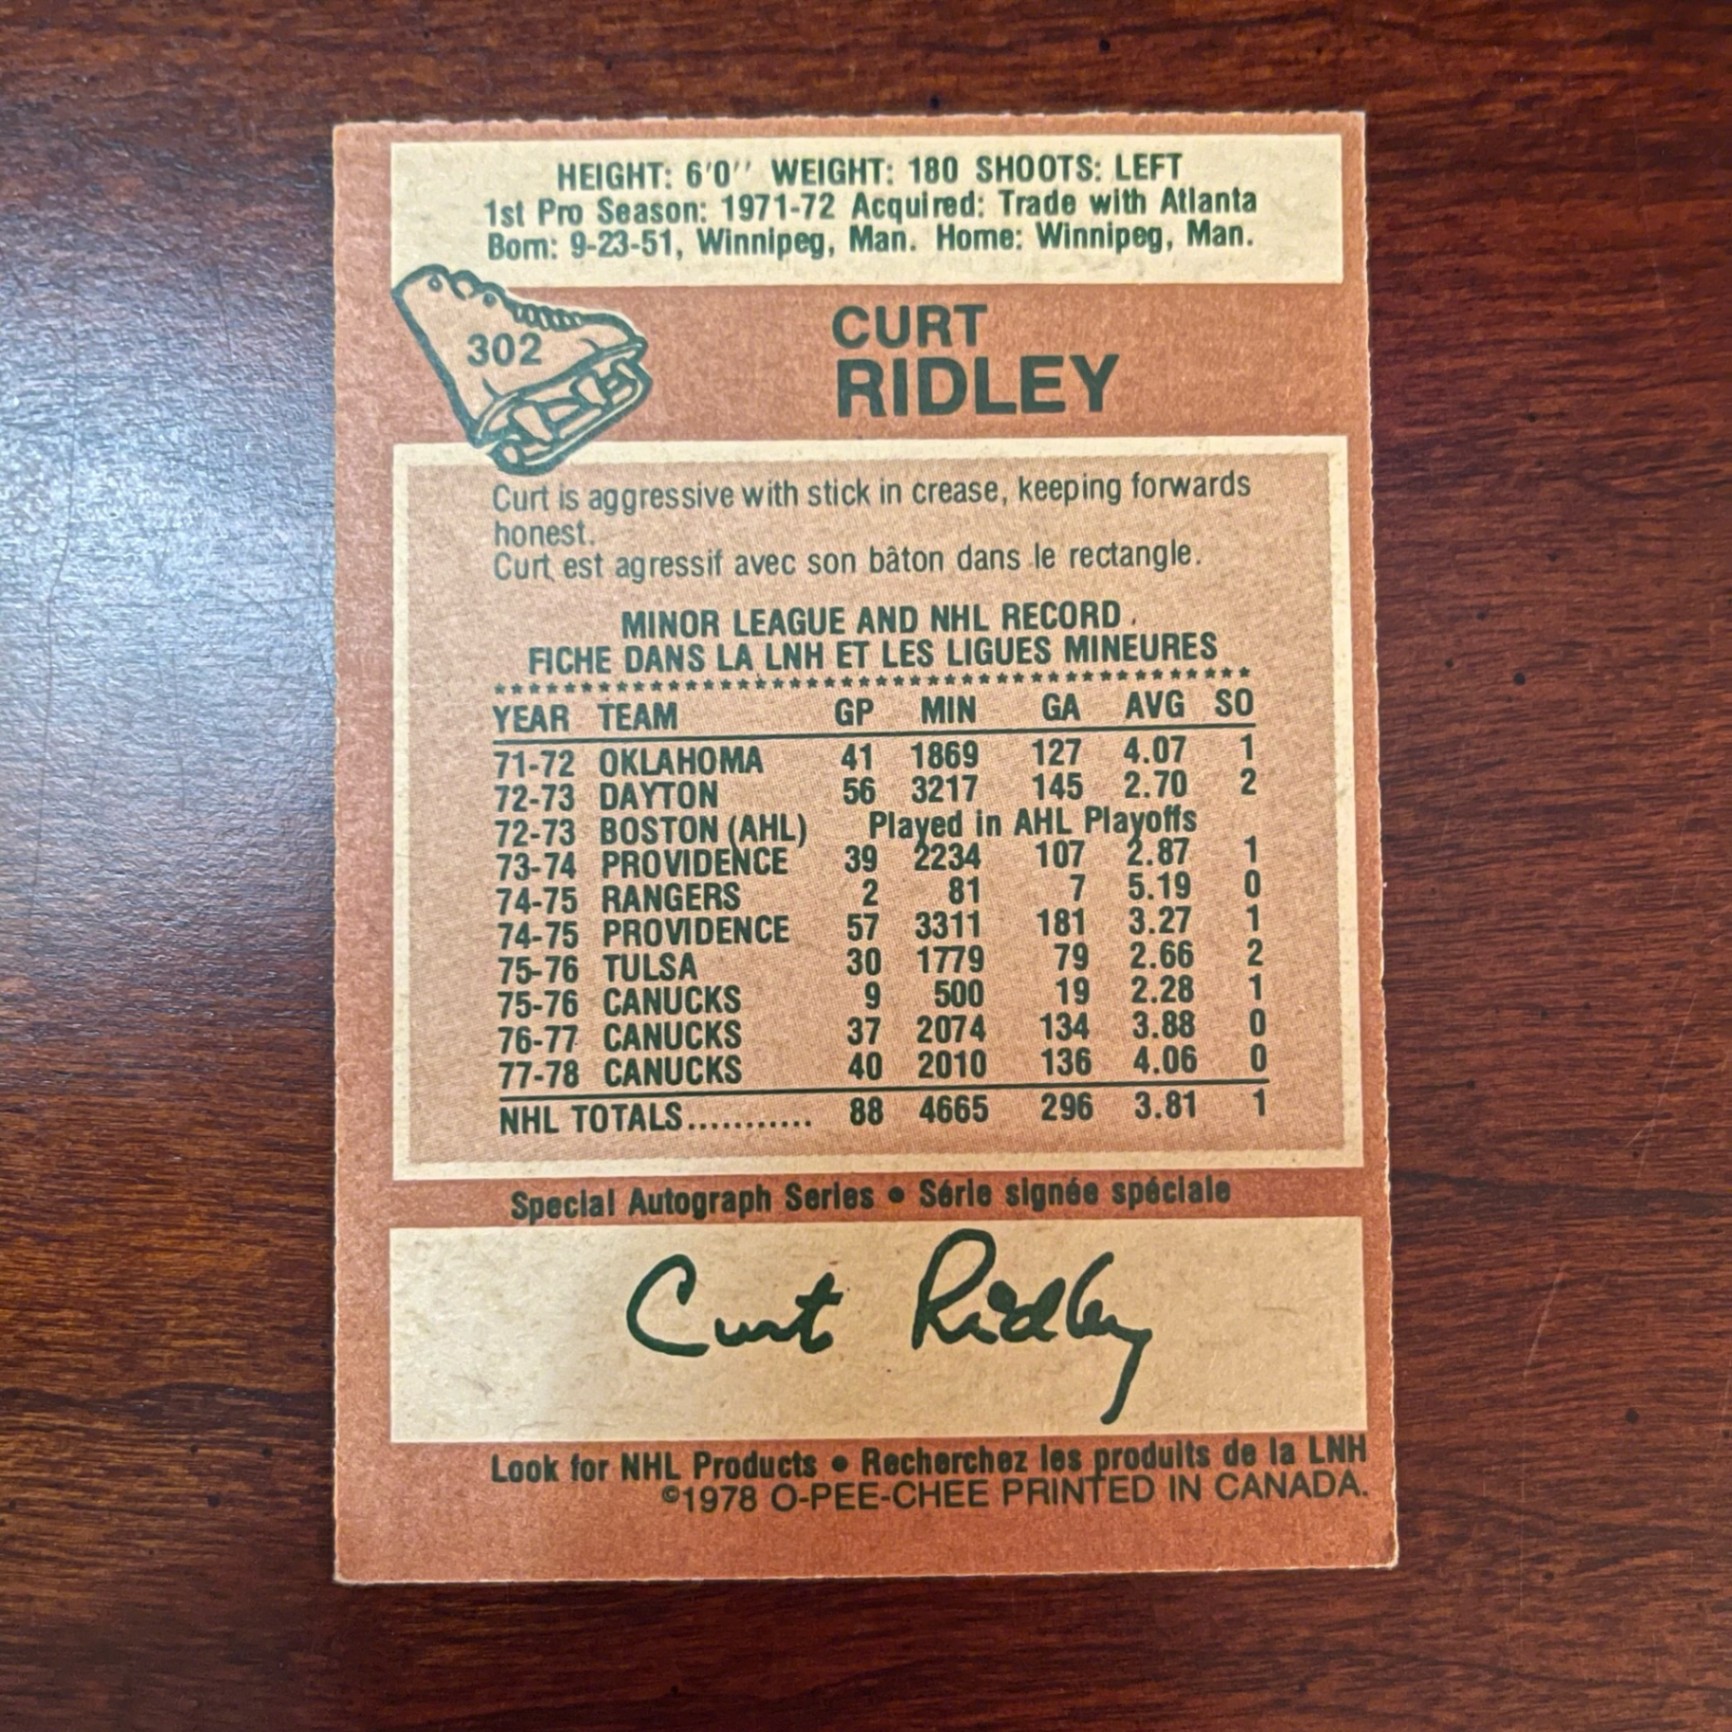 HEIGHT: 6'0'' WEIGHT: 180 SHOOTS: LEFT
1st Pro Season: 1971-72 Acquired: Trade with Atlanta
Born: 9-23-51, Winnipeg, Man. Home: Winnipeg, Man.
302
CURT
RIDLEY
Curt is aggressive with stick in crease, keeping forwards
honest.
Curt est agressif avec son bâton dans le rectangle.
MINOR LEAGUE AND NHL RECORD
FICHE DANS LA LNH ET LES LIGUES MINEURES
YEAR TEAM GP MIN GA AVG SO
71-72 OKLAHOMA 41 1869 127 4.07 1
72-73 DAYTON 56 3217 145 2.70 2
72-73 BOSTON (AHL) Played in AHL Playoffs
73-74 PROVIDENCE 39 2234 107 2.87 1
74-75 RANGERS 2 81 7 5.19 0
74-75 PROVIDENCE 57 3311 181 3.27 1
75-76 TULSA 30 1779 79 2.66 2
75-76 CANUCKS 9 500 19 2.28 1
76-77 CANUCKS 37 2074 134 3.88 0
77-78 CANUCKS 40 2010 136 4.06 0
NHL TOTALS........... 88 4665 296 3.81 1
Special Autograph Series • Série signée spéciale
Curt Ridley
Look for NHL Products • Recherchez les produits de la LNH
©1978 O-PEE-CHEE PRINTED IN CANADA.